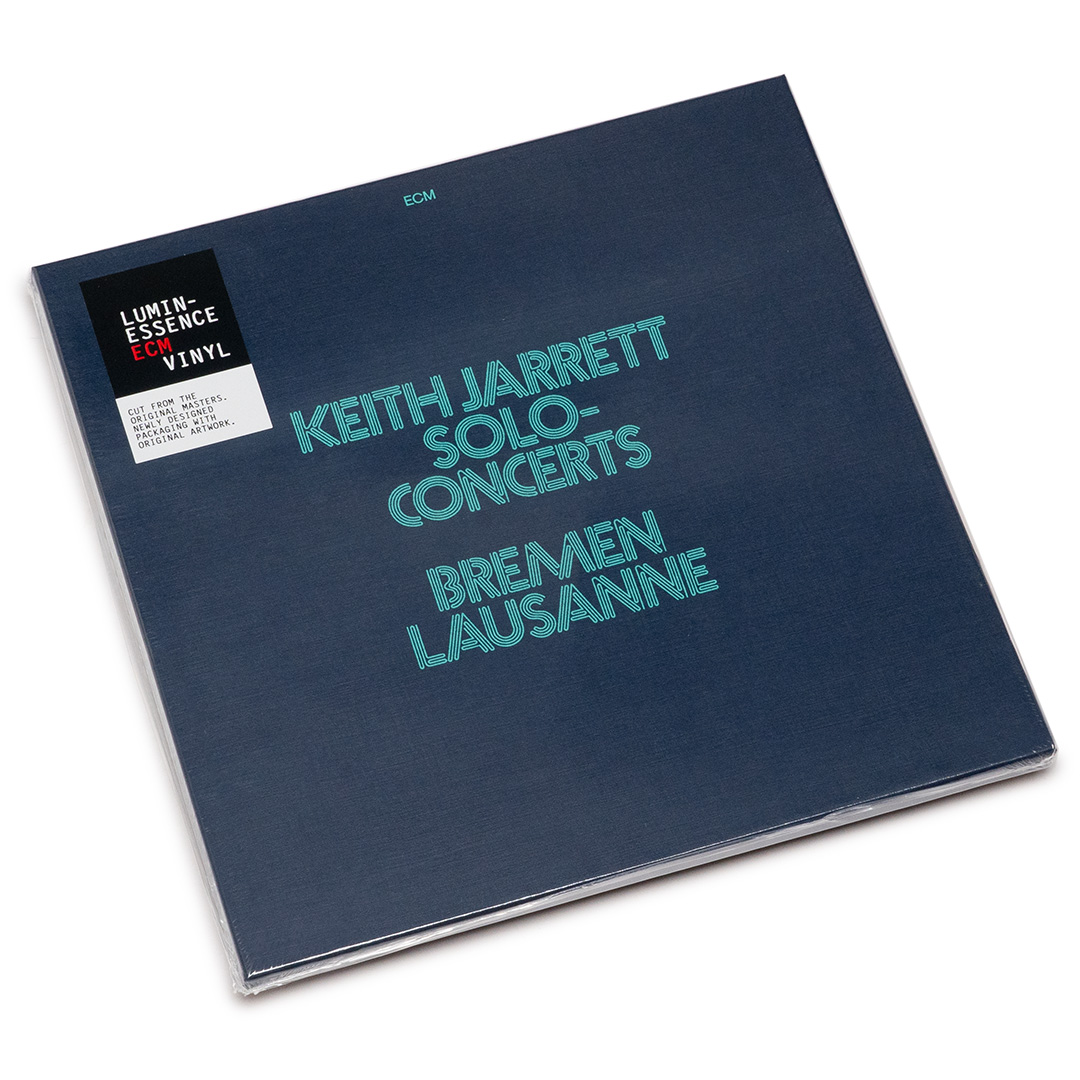 ECM
LUMIN-
ESSENCE
ECM
VINYL
CUT FROM THE
ORIGINAL MASTERS.
NEWLY DESIGNED
PACKAGING WITH
ORIGINAL ARTWORK.
KEITH JARRETT
SOLO-
CONCERTS
BREMEN
LAUSANNE